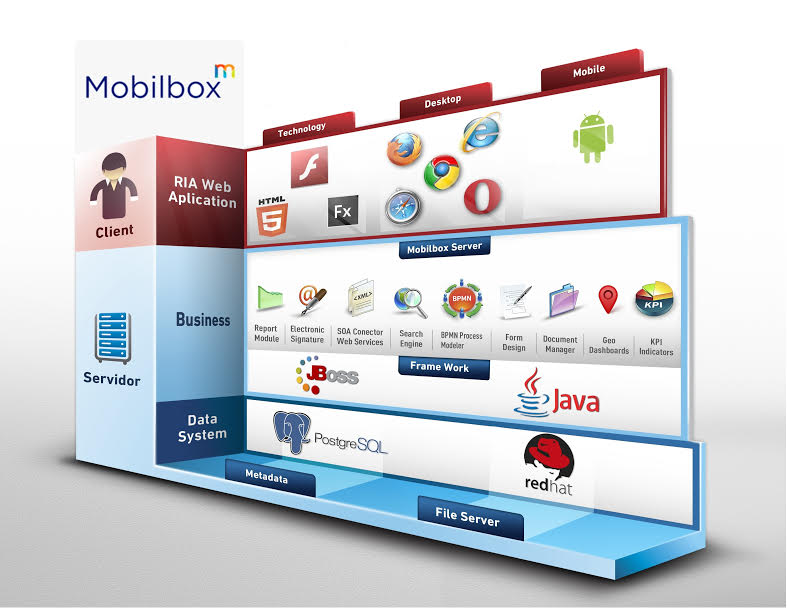 Mobilbox m
Technology
Desktop
Mobile
Client
RIA Web
Aplication
HTML
5
Fx
Servidor
Business
Mobilbox Server
Report
Module
Electronic
Signature
<XML>
SOA Conector
Web Services
Search
Engine
BPMN
BPMN Process
Modeler
Form
Design
Document
Manager
Geo
Dashboards
KPI
KPI
Indicators
Frame Work
JBoss
Java
Data
System
PostgreSQL
redhat
Metadata
File Server